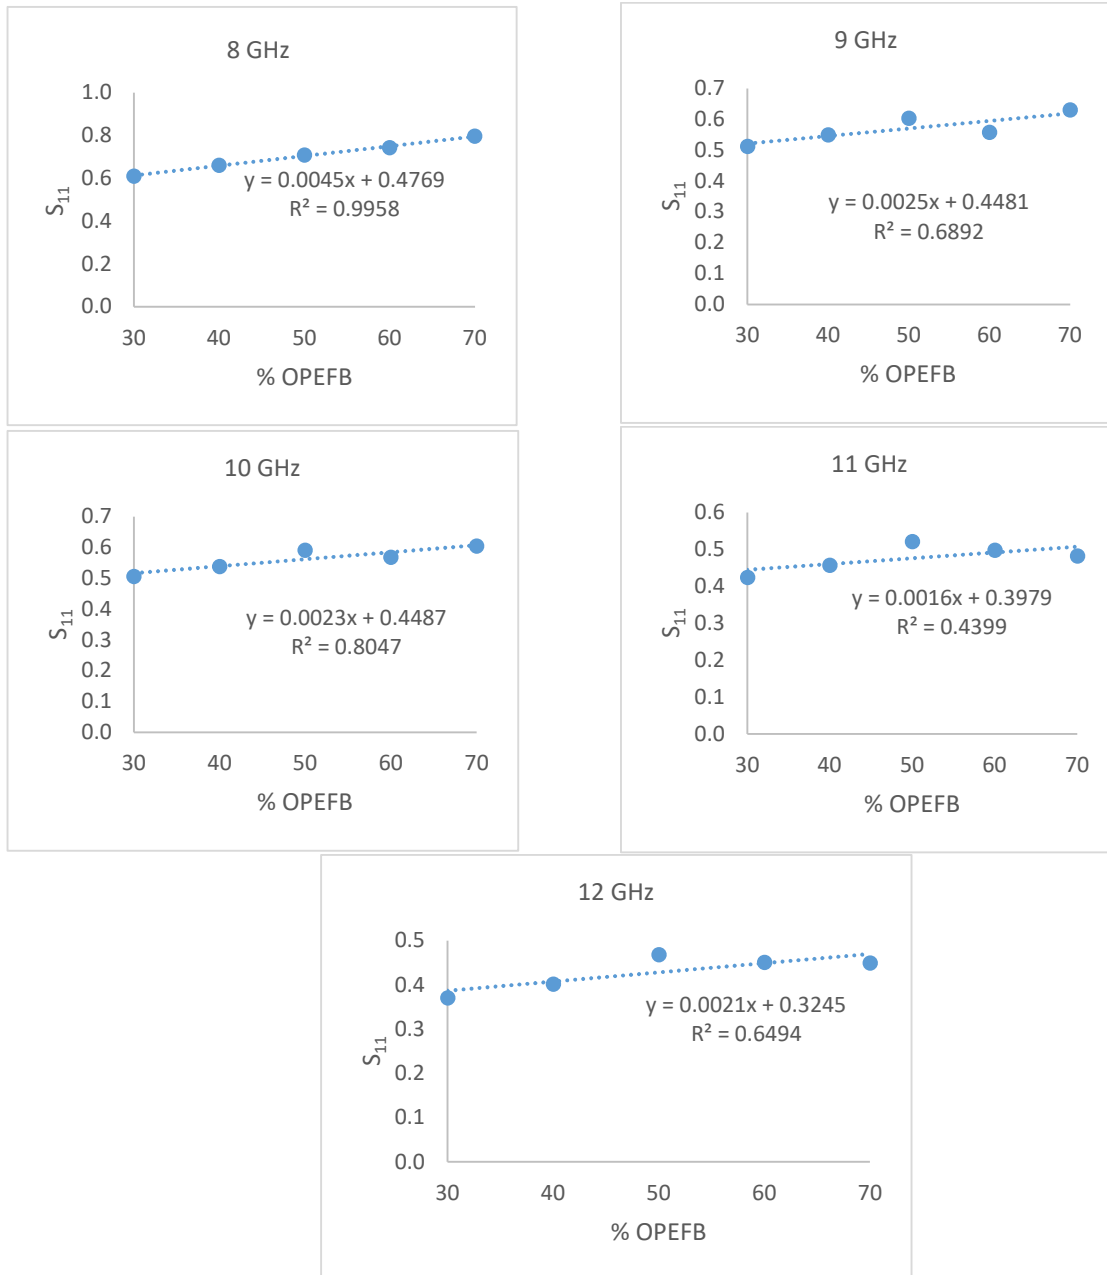 8 GHz
1.0
0.8
0.6
0.4
0.2
0.0
S₁₁
y = 0.0045x + 0.4769
R² = 0.9958
30 40 50 60 70
% OPEFB
9 GHz
0.7
0.6
0.5
0.4
0.3
0.2
0.1
0.0
S₁₁
y = 0.0025x + 0.4481
R² = 0.6892
30 40 50 60 70
% OPEFB
10 GHz
0.7
0.6
0.5
0.4
0.3
0.2
0.1
0.0
S₁₁
y = 0.0023x + 0.4487
R² = 0.8047
30 40 50 60 70
% OPEFB
11 GHz
0.6
0.5
0.4
0.3
0.2
0.1
0.0
S₁₁
y = 0.0016x + 0.3979
R² = 0.4399
30 40 50 60 70
% OPEFB
12 GHz
0.5
0.4
0.3
0.2
0.1
0.0
S₁₁
y = 0.0021x + 0.3245
R² = 0.6494
30 40 50 60 70
% OPEFB